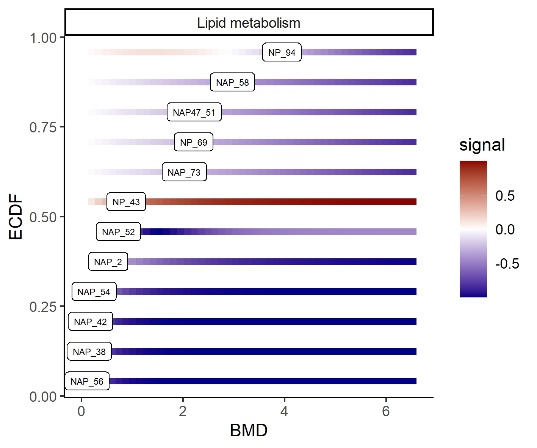 Lipid metabolism
1.00
0.75
0.50
0.25
0.00
ECDF
NP_94
NAP_58
NAP47_51
NP_69
NAP_73
NP_43
NAP_52
NAP_2
NAP_54
NAP_42
NAP_38
NAP_56
0
2
4
6
BMD
signal
0.5
0.0
-0.5